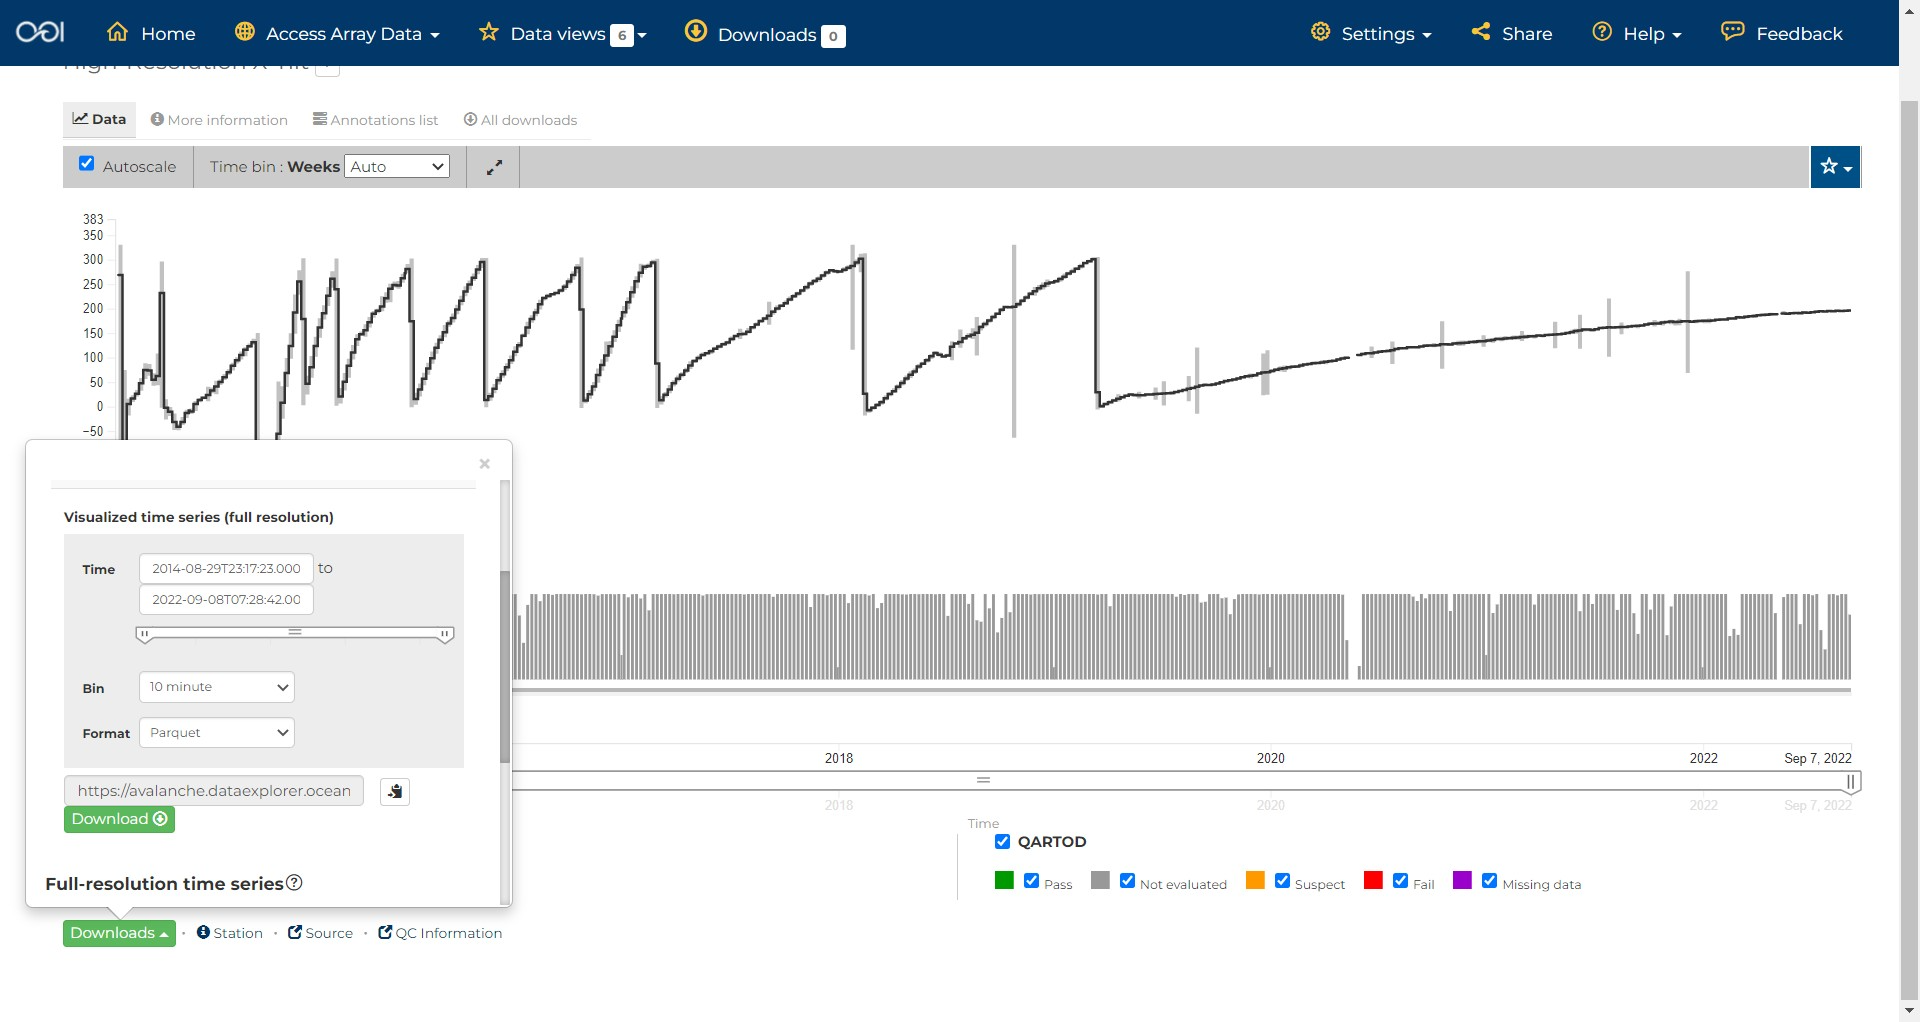 Home
Access Array Data
Data views 6
Downloads 0
Settings
Share
Help
Feedback
High-Resolution X-Tilt
Data
More information
Annotations list
All downloads
Autoscale
Time bin : Weeks Auto
383
350
300
250
200
150
100
50
0
−50
×
Visualized time series (full resolution)
Time 2014-08-29T23:17:23.000 to
2022-09-08T07:28:42.00
Bin 10 minute
Format Parquet
https://avalanche.dataexplorer.ocean
Download
Full-resolution time series
2018 2020 2022 Sep 7, 2022
2018 2020 2022 Sep 7, 2022
Time
QARTOD
Pass Not evaluated Suspect Fail Missing data
Downloads · Station · Source · QC Information